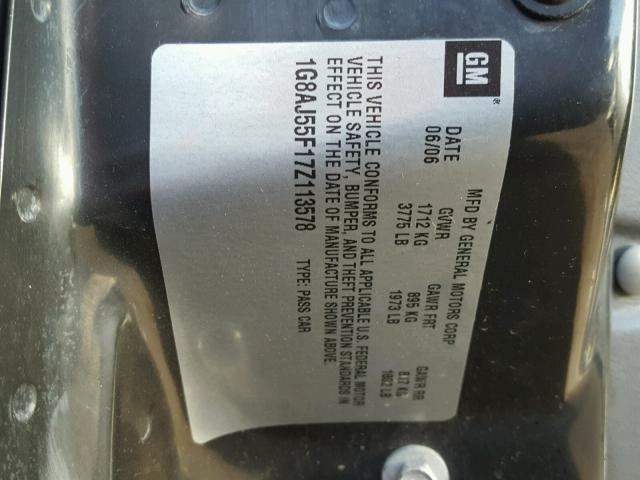 GM
®
MFD BY GENERAL MOTORS CORP
DATE GVWR GAWR FRT GAWR RR
06/06 1712 KG 895 KG 817 KG
3775 LB 1973 LB 1802 LB
THIS VEHICLE CONFORMS TO ALL APPLICABLE U.S. FEDERAL MOTOR
VEHICLE SAFETY, BUMPER, AND THEFT PREVENTION STANDARDS IN
EFFECT ON THE DATE OF MANUFACTURE SHOWN ABOVE.
1G8AJ55F17Z113578 TYPE: PASS CAR